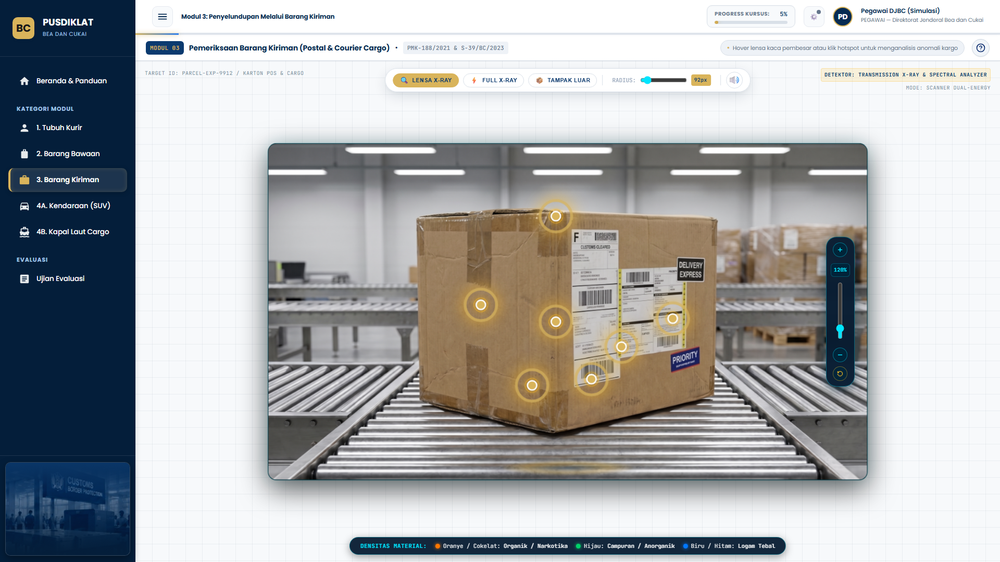 BC
PUSDIKLAT
BEA DAN CUKAI
Beranda & Panduan
KATEGORI MODUL
1. Tubuh Kurir
2. Barang Bawaan
3. Barang Kiriman
4A. Kendaraan (SUV)
4B. Kapal Laut Cargo
EVALUASI
Ujian Evaluasi
CUSTOMS
BORDER PROTECTION
Modul 3: Penyelundupan Melalui Barang Kiriman
PROGRESS KURSUS: 5%
PD
Pegawai DJBC (Simulasi)
PEGAWAI — Direktorat Jenderal Bea dan Cukai
MODUL 03
Pemeriksaan Barang Kiriman (Postal & Courier Cargo) •
PMK-188/2021 & S-39/BC/2023
• Hover lensa kaca pembesar atau klik hotspot untuk menganalisis anomali kargo
TARGET ID: PARCEL-EXP-9912 / KARTON POS & CARGO
LENSA X-RAY
FULL X-RAY
TAMPAK LUAR
RADIUS:
92px
DETEKTOR: TRANSMISSION X-RAY & SPECTRAL ANALYZER
MODE: SCANNER DUAL-ENERGY
F
CUSTOMS CLEARED
DELIVERY
EXPRESS
PRIORITY
+
120%
−
DENSITAS MATERIAL:
Oranye / Cokelat: Organik / Narkotika
Hijau: Campuran / Anorganik
Biru / Hitam: Logam Tebal